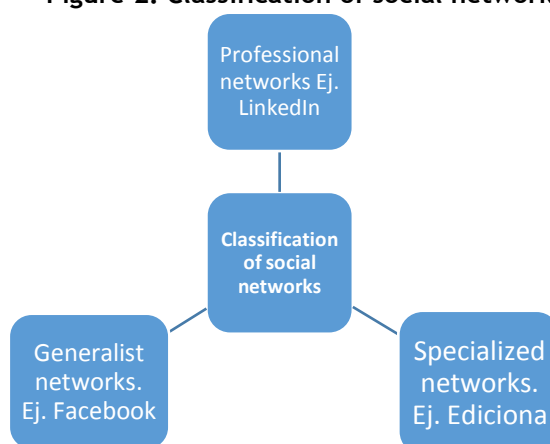 Figure 2. Classification of social network
Professional
networks Ej.
LinkedIn
Classification
of social
networks
Generalist
networks.
Ej. Facebook
Specialized
networks.
Ej. Ediciona